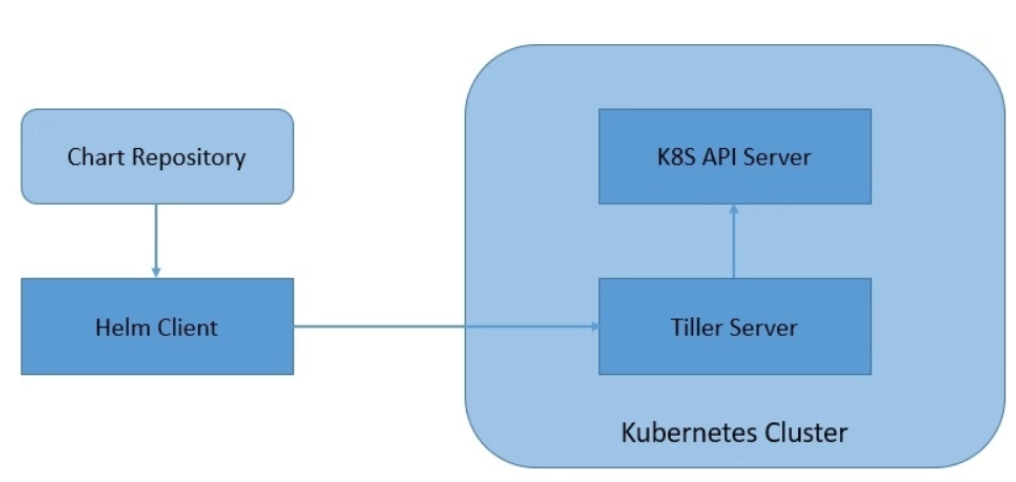 Chart Repository
K8S API Server
Helm Client
Tiller Server
Kubernetes Cluster